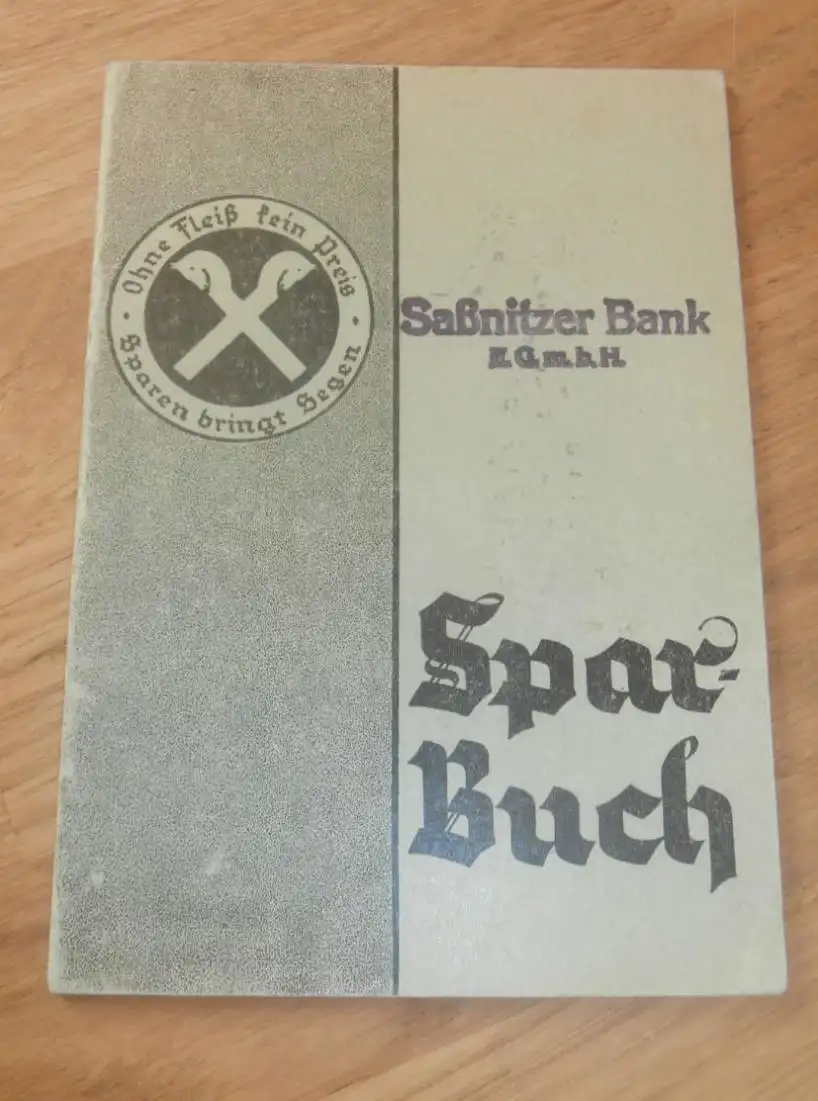 Ohne Fleiß kein Preis
Sparen bringt Segen
Saßnitzer Bank
E. G. m. b. H.
Spar-
Buch